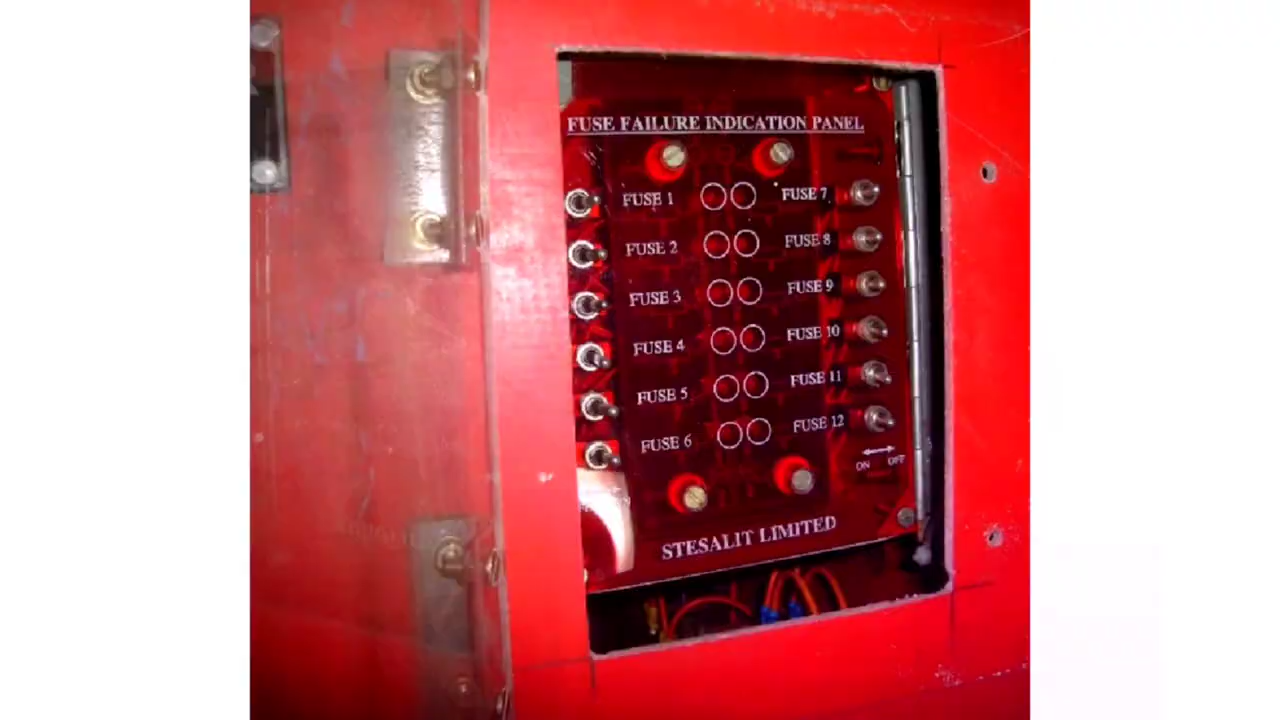 FUSE FAILURE INDICATION PANEL
FUSE 1 FUSE 7
FUSE 2 FUSE 8
FUSE 3 FUSE 9
FUSE 4 FUSE 10
FUSE 5 FUSE 11
FUSE 6 FUSE 12
ON OFF
STESALIT LIMITED